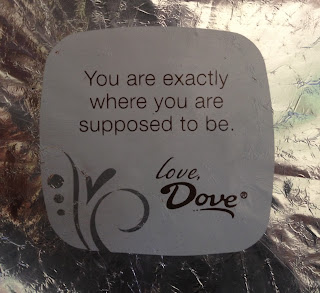 You are exactly
where you are
supposed to be.
Love,
Dove®